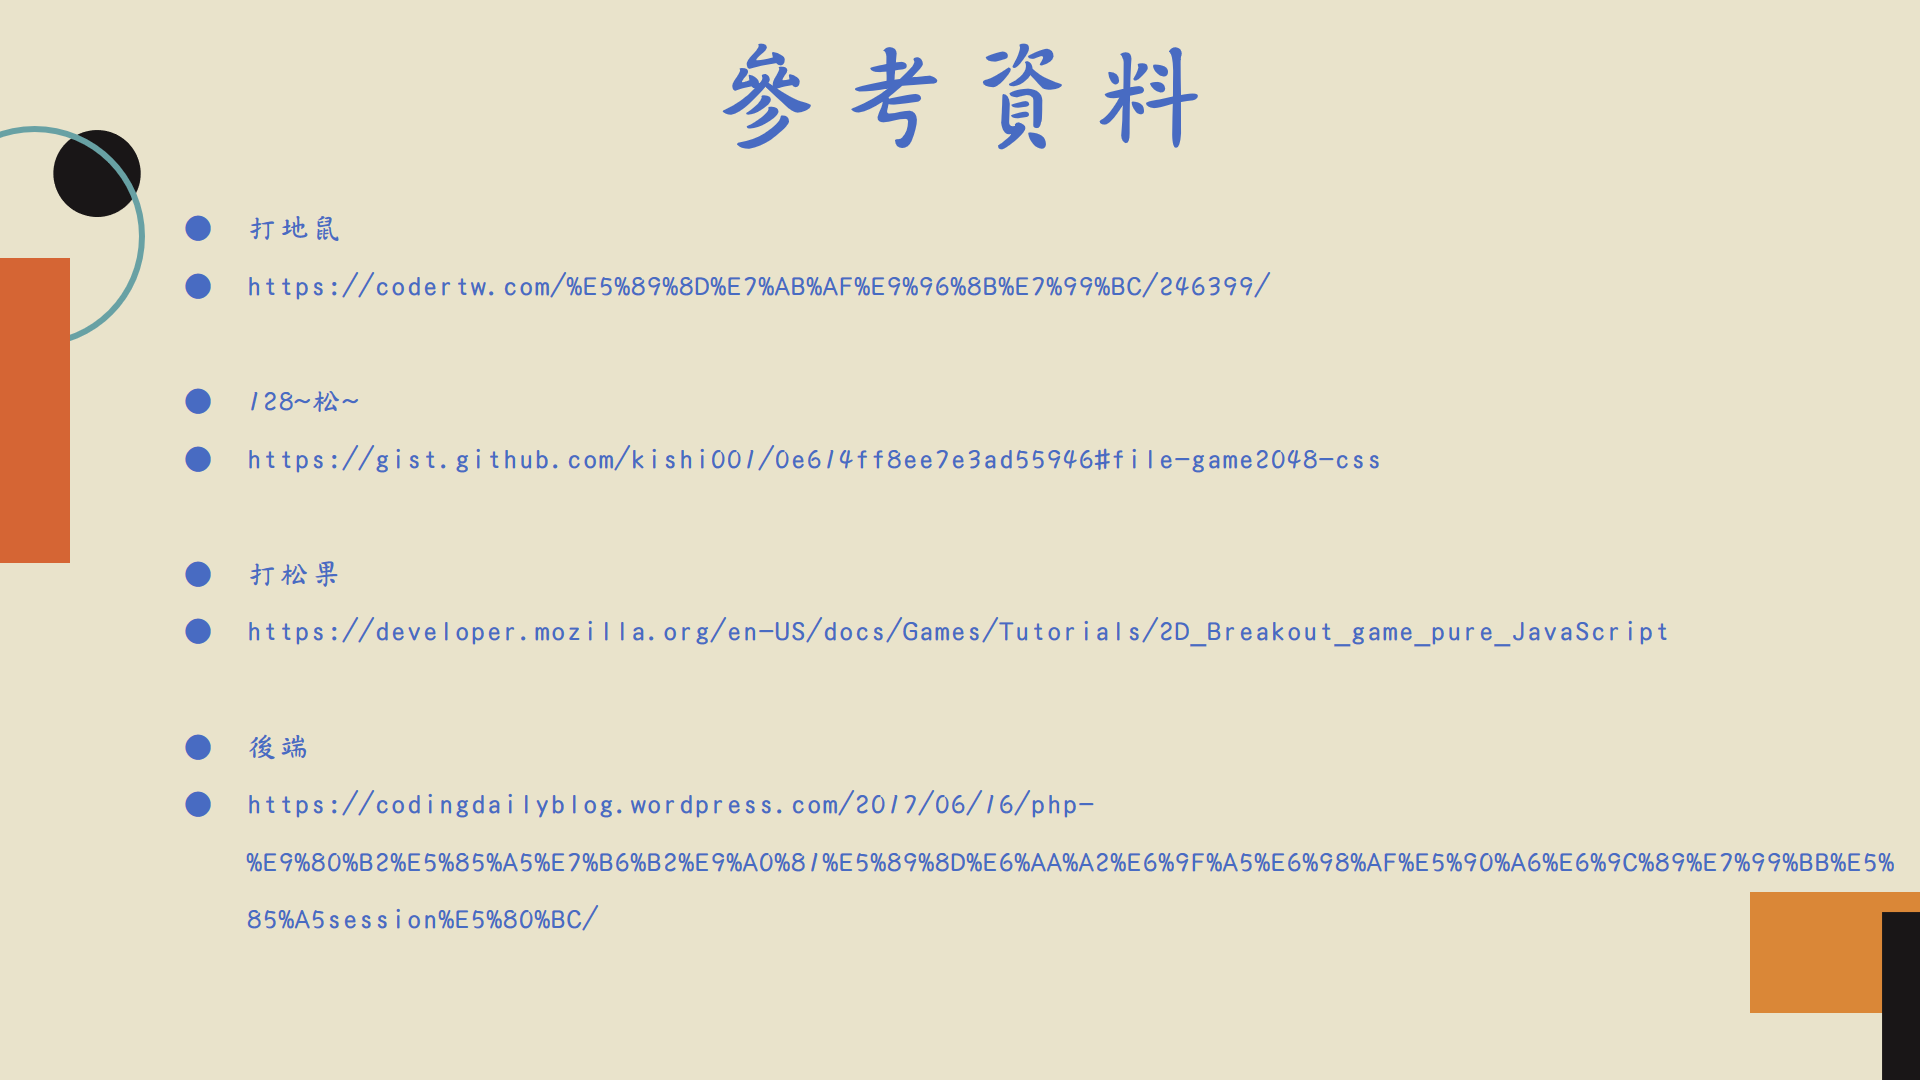 參考資料
● 打地鼠
● https://codertw.com/%E5%89%8D%E7%AB%AF%E9%96%8B%E7%99%BC/246399/
● 128~松~
● https://gist.github.com/kishi001/0e614ff8ee7e3ad55946#file-game2048-css
● 打松果
● https://developer.mozilla.org/en-US/docs/Games/Tutorials/2D_Breakout_game_pure_JavaScript
● 後端
● https://codingdailyblog.wordpress.com/2017/06/16/php-
%E9%80%B2%E5%85%A5%E7%B6%B2%E9%A0%81%E5%89%8D%E6%AA%A2%E6%9F%A5%E6%98%AF%E5%90%A6%E6%9C%89%E7%99%BB%E5%
85%A5session%E5%80%BC/